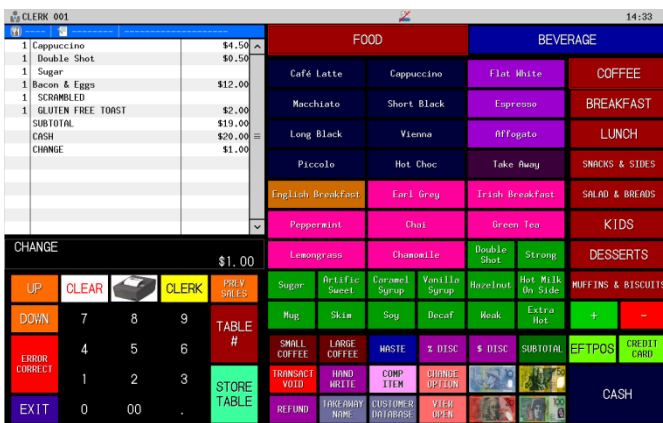 CLERK 001 14:33
1 Cappuccino $4.50
1 Double Shot $0.50
1 Sugar
1 Bacon & Eggs $12.00
1 SCRAMBLED
1 GLUTEN FREE TOAST $2.00
SUBTOTAL $19.00
CASH $20.00
CHANGE $1.00
CHANGE
$1.00
FOOD BEVERAGE
Café Latte Cappuccino Flat White COFFEE
Macchiato Short Black Espresso BREAKFAST
Long Black Vienna Affogato LUNCH
Piccolo Hot Choc Take Away SNACKS & SIDES
English Breakfast Earl Grey Irish Breakfast SALAD & BREADS
Peppermint Chai Green Tea KIDS
Lemongrass Chamomile Double Shot Strong DESSERTS
Sugar Artific Sweet Caramel Syrup Vanilla Syrup Hazelnut Hot Milk On Side MUFFINS & BISCUITS
Mug Skim Soy Decaf Weak Extra Hot + -
SMALL COFFEE LARGE COFFEE WASTE % DISC $ DISC SUBTOTAL EFTPOS CREDIT CARD
TRANSACT VOID HAND WRITE COMP ITEM CHANGE OPTION CASH
REFUND TAKEAWAY NAME CUSTOMER DATABASE VIEW OPEN
UP CLEAR CLERK PREV SALES
DOWN 7 8 9 TABLE #
ERROR CORRECT 4 5 6
1 2 3 STORE TABLE
EXIT 0 00 .